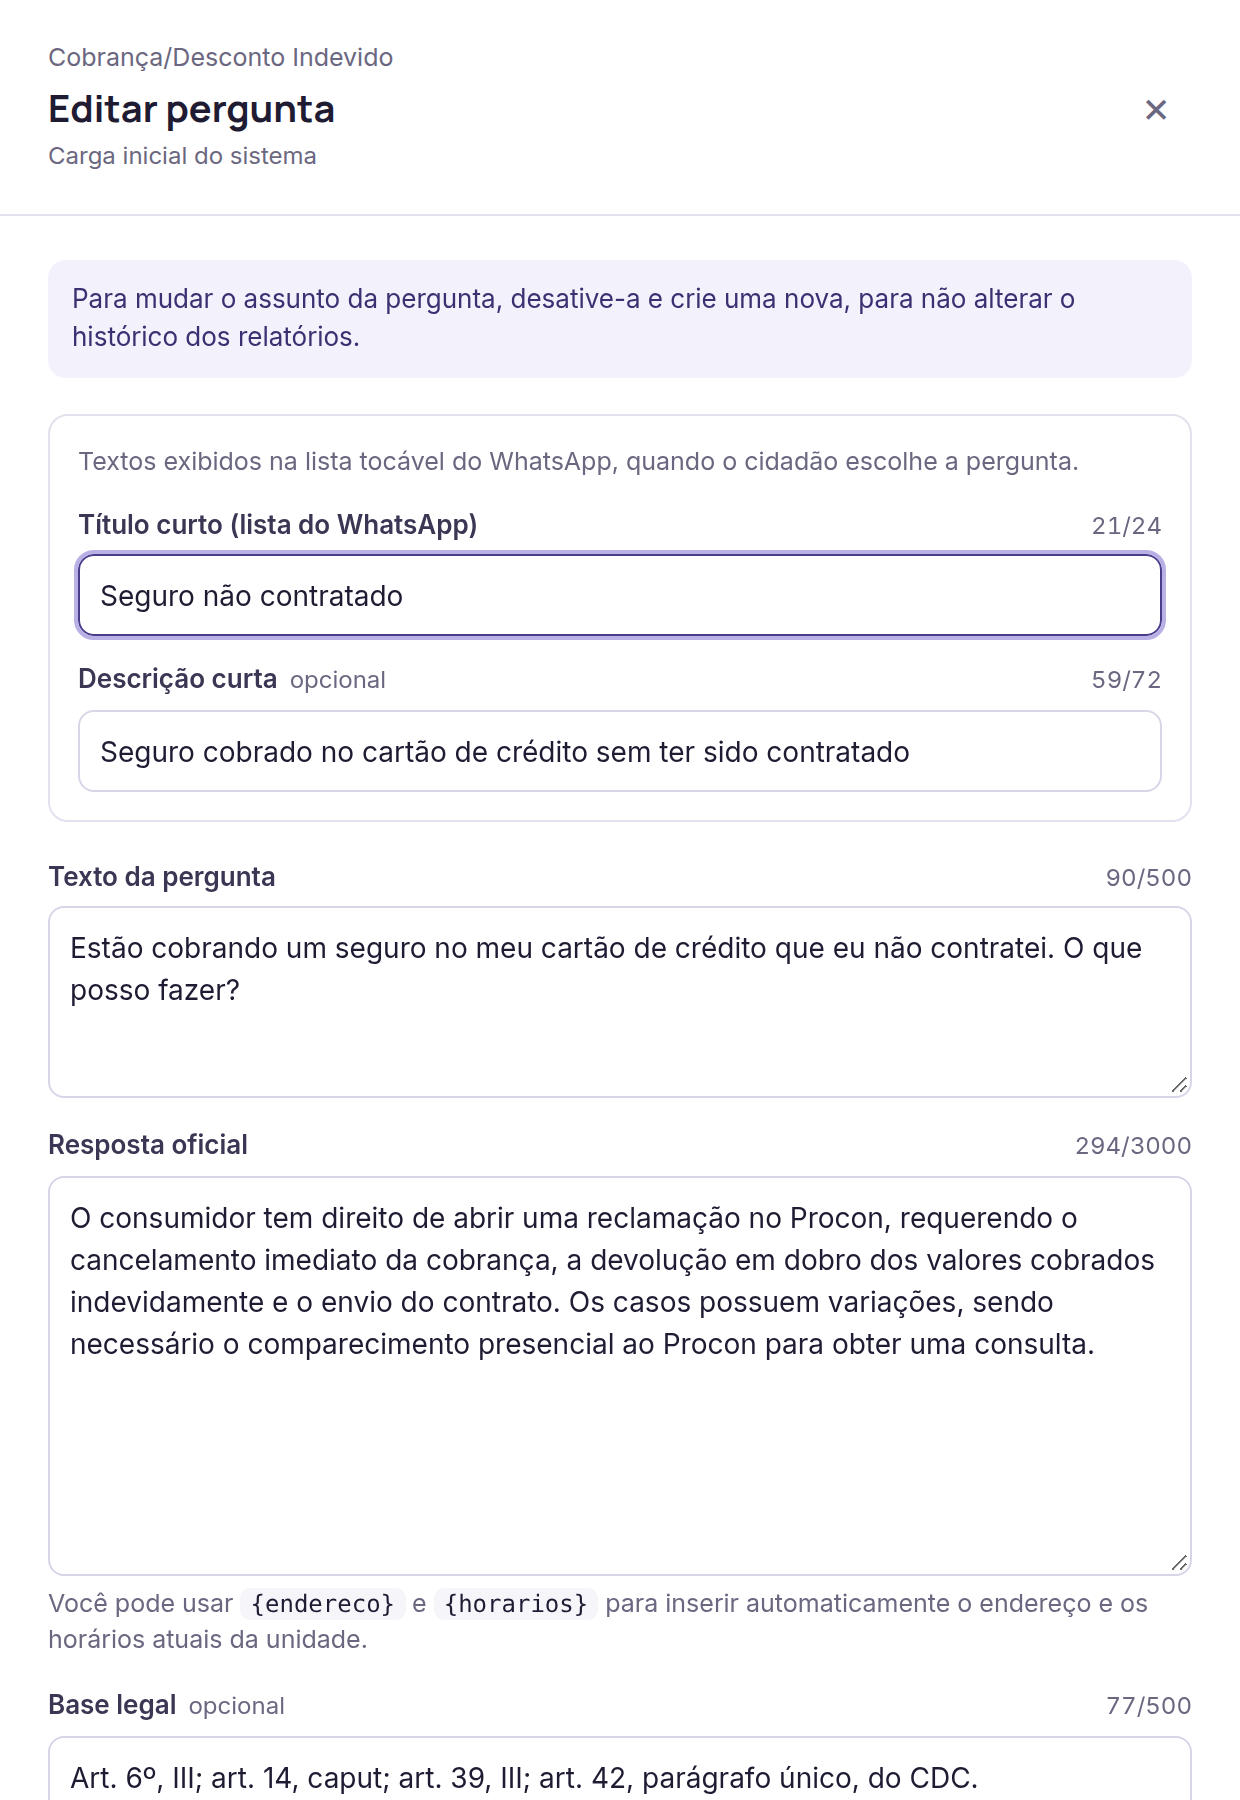 Cobrança/Desconto Indevido
Editar pergunta
Carga inicial do sistema
Para mudar o assunto da pergunta, desative-a e crie uma nova, para não alterar o
histórico dos relatórios.
Textos exibidos na lista tocável do WhatsApp, quando o cidadão escolhe a pergunta.
Título curto (lista do WhatsApp) 21/24
Seguro não contratado
Descrição curta opcional 59/72
Seguro cobrado no cartão de crédito sem ter sido contratado
Texto da pergunta 90/500
Estão cobrando um seguro no meu cartão de crédito que eu não contratei. O que
posso fazer?
Resposta oficial 294/3000
O consumidor tem direito de abrir uma reclamação no Procon, requerendo o
cancelamento imediato da cobrança, a devolução em dobro dos valores cobrados
indevidamente e o envio do contrato. Os casos possuem variações, sendo
necessário o comparecimento presencial ao Procon para obter uma consulta.
Você pode usar {endereco} e {horarios} para inserir automaticamente o endereço e os
horários atuais da unidade.
Base legal opcional 77/500
Art. 6º, III; art. 14, caput; art. 39, III; art. 42, parágrafo único, do CDC.